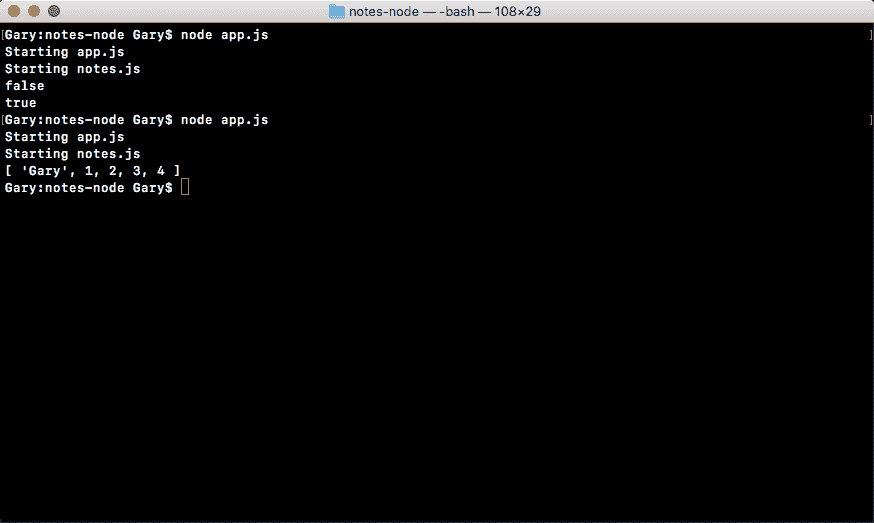 notes-node — -bash — 108×29
[Gary:notes-node Gary$ node app.js ]
Starting app.js
Starting notes.js
false
true
[Gary:notes-node Gary$ node app.js ]
Starting app.js
Starting notes.js
[ 'Gary', 1, 2, 3, 4 ]
Gary:notes-node Gary$